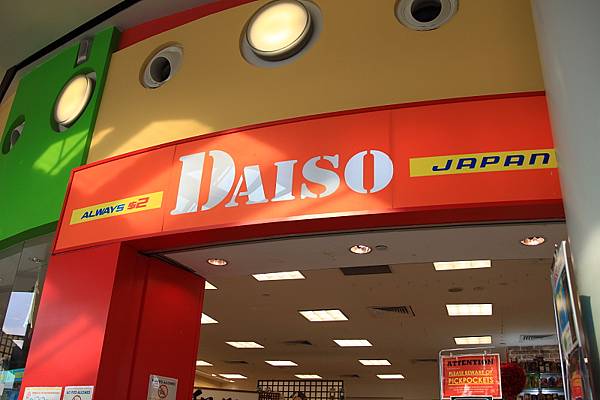 DAISO
JAPAN
ALWAYS $2
ATTENTION
PLEASE BEWARE OF
PICKPOCKETS